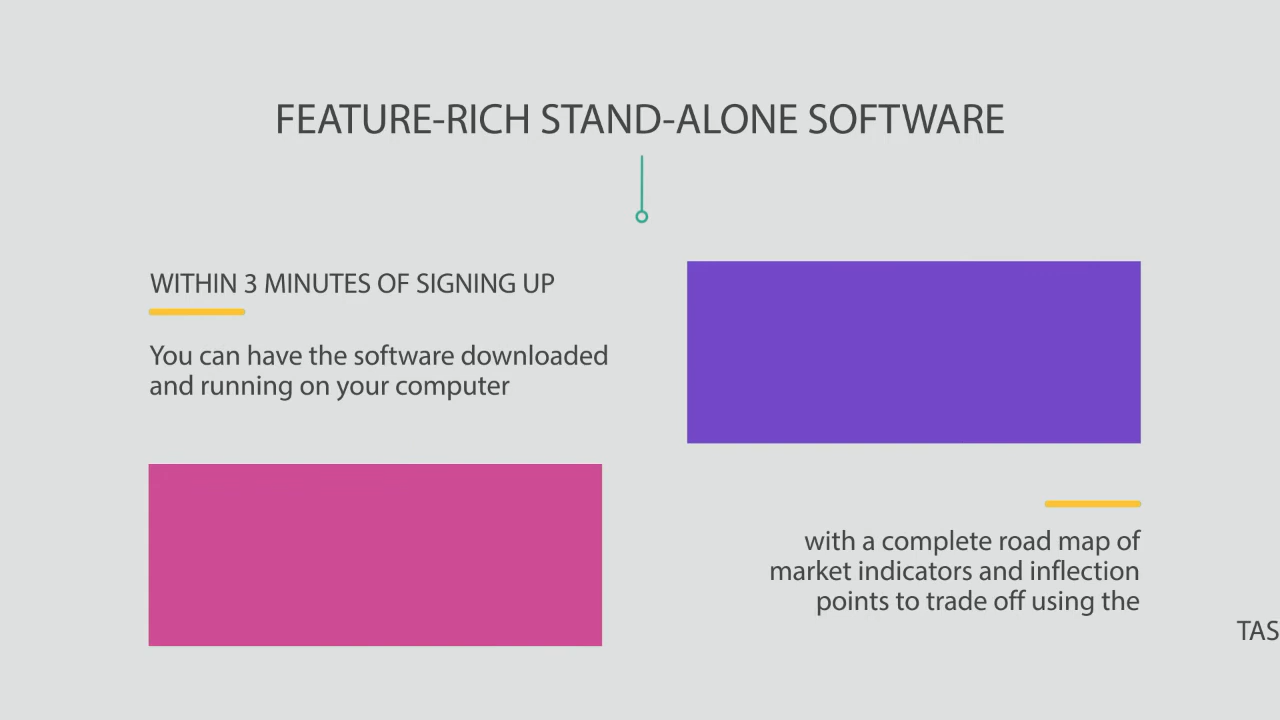 FEATURE-RICH STAND-ALONE SOFTWARE
WITHIN 3 MINUTES OF SIGNING UP
You can have the software downloaded
and running on your computer
with a complete road map of
market indicators and inflection
points to trade off using the
TAS